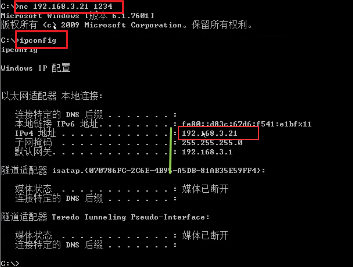 C:\>nc 192.168.3.21 1234
Microsoft Windows [版本 6.1.7601]
版权所有 (c) 2009 Microsoft Corporation。保留所有权利。
C:\>ipconfig
ipconfig
Windows IP 配置
以太网适配器 本地连接:
连接特定的 DNS 后缀 . . . . . . . :
本地链接 IPv6 地址. . . . . . . . : fe80::d03c:67d6:f541:a1bf%11
IPv4 地址 . . . . . . . . . . . . : 192.168.3.21
子网掩码 . . . . . . . . . . . . : 255.255.255.0
默认网关. . . . . . . . . . . . . : 192.168.3.1
隧道适配器 isatap.{070786FC-2C6E-4B96-A5DB-81AB35E59FF4}:
媒体状态 . . . . . . . . . . . . : 媒体已断开
连接特定的 DNS 后缀 . . . . . . . :
隧道适配器 Teredo Tunneling Pseudo-Interface:
媒体状态 . . . . . . . . . . . . : 媒体已断开
连接特定的 DNS 后缀 . . . . . . . :
C:\>